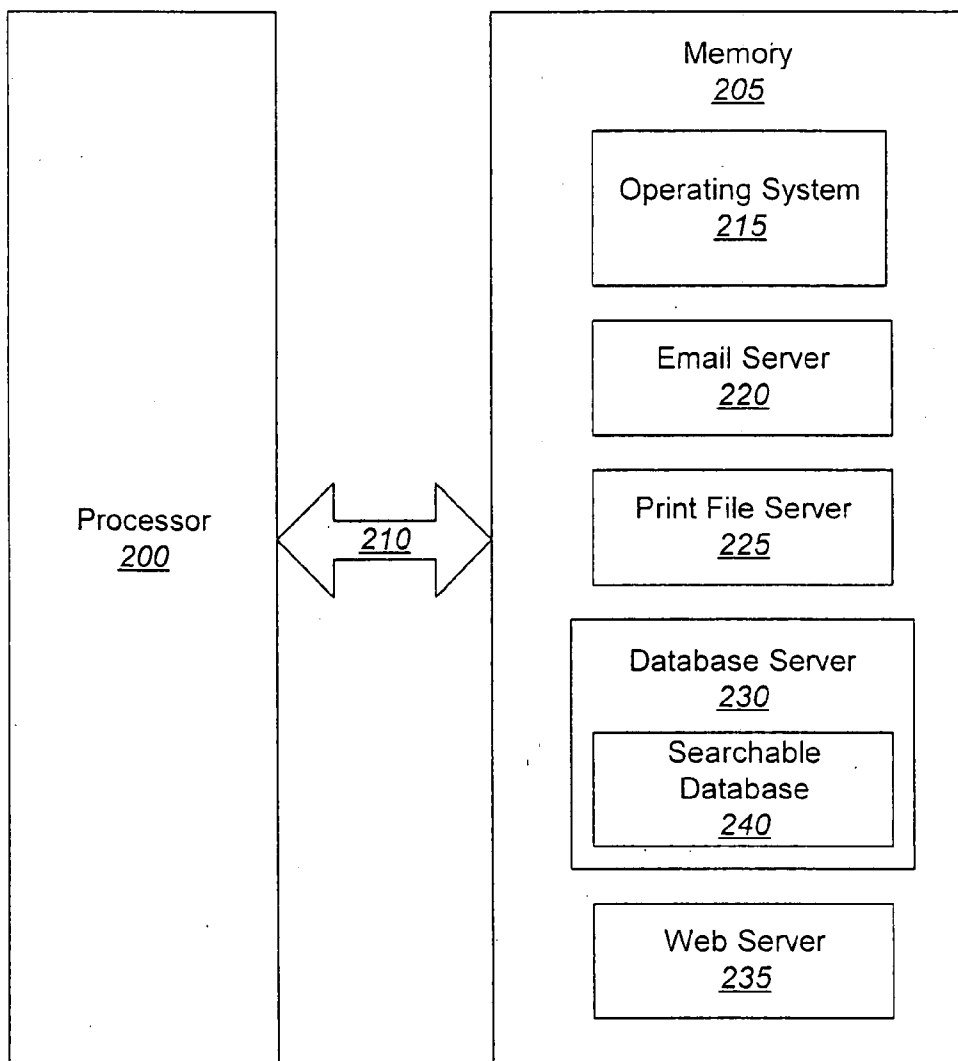 Memory
205
Operating System
215
Email Server
220
Print File Server
225
Processor
200
210
Database Server
230
Searchable
Database
240
Web Server
235